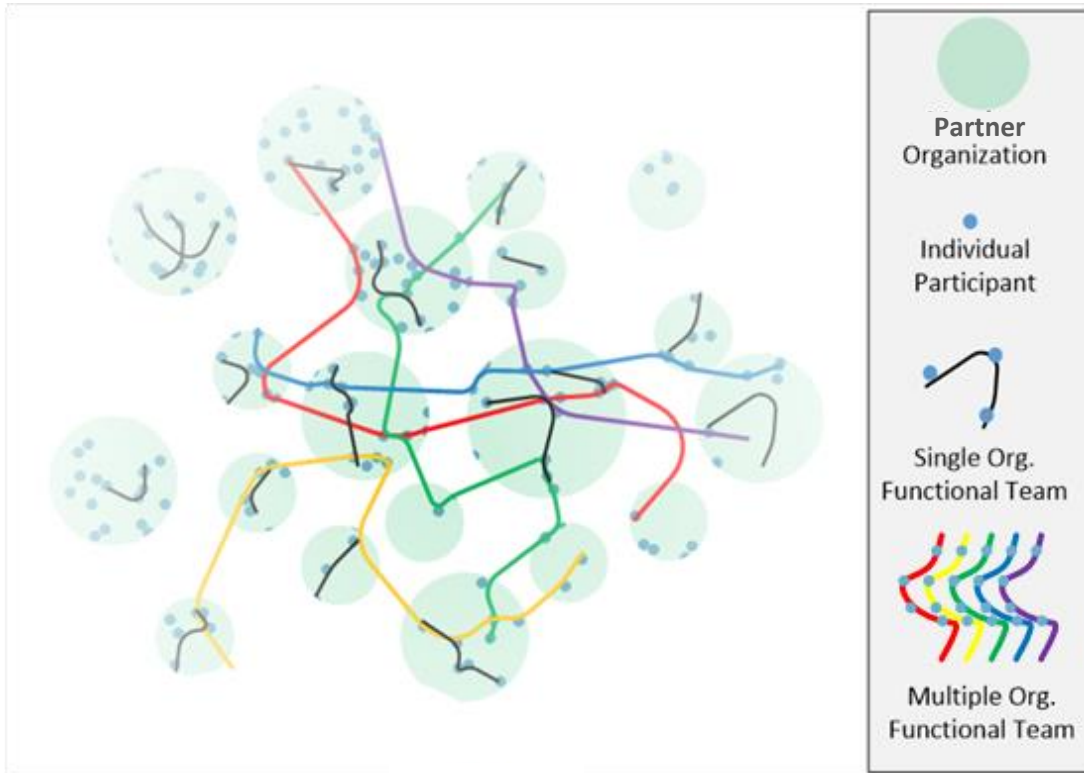 Partner
Organization
Individual
Participant
Single Org.
Functional Team
Multiple Org.
Functional Team